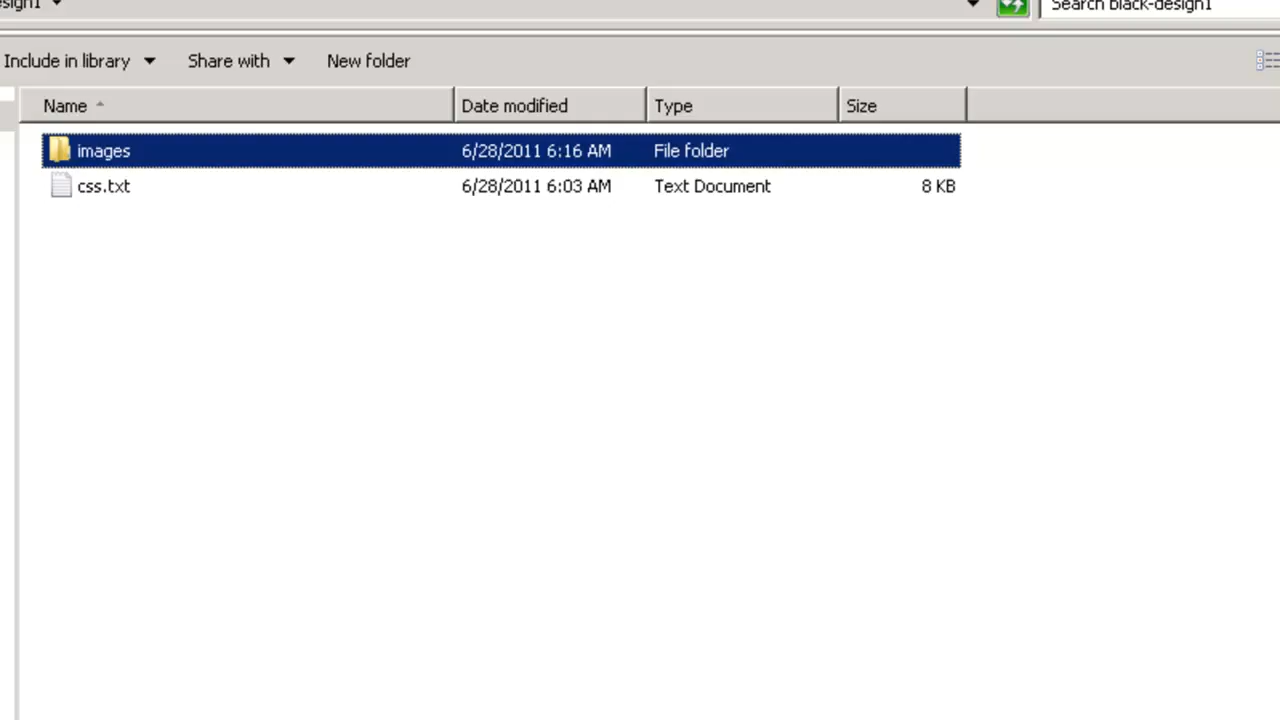 esign1
Search black-design1
Include in library Share with New folder
Name Date modified Type Size
images 6/28/2011 6:16 AM File folder
css.txt 6/28/2011 6:03 AM Text Document 8 KB